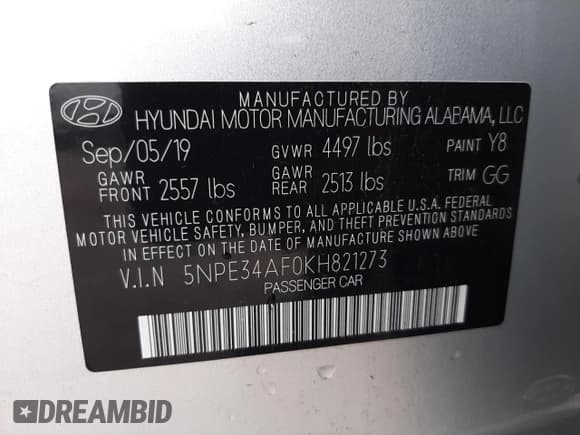 MANUFACTURED BY
HYUNDAI MOTOR MANUFACTURING ALABAMA, LLC
Sep/05/19 GVWR 4497 lbs PAINT Y8
GAWR FRONT 2557 lbs GAWR REAR 2513 lbs TRIM GG
THIS VEHICLE CONFORMS TO ALL APPLICABLE U.S.A. FEDERAL
MOTOR VEHICLE SAFETY, BUMPER, AND THEFT PREVENTION STANDARDS
IN EFFECT ON THE DATE OF MANUFACTURE SHOWN ABOVE.
V.I.N 5NPE34AF0KH821273
PASSENGER CAR
DREAMBID